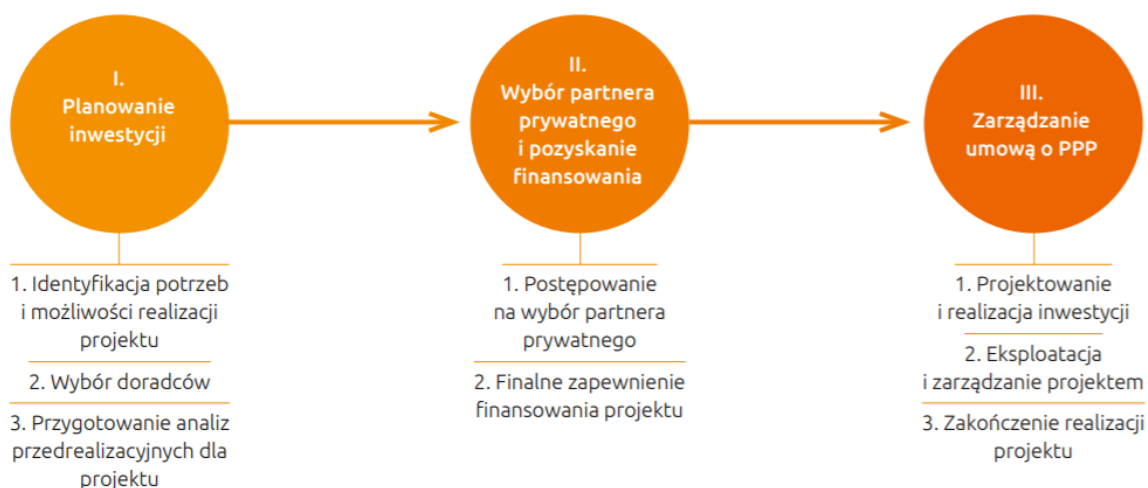 I.
Planowanie
inwestycji
1. Identyfikacja potrzeb
i możliwości realizacji
projektu
2. Wybór doradców
3. Przygotowanie analiz
przedrealizacyjnych dla
projektu
II.
Wybór partnera
prywatnego
i pozyskanie
finansowania
1. Postępowanie
na wybór partnera
prywatnego
2. Finalne zapewnienie
finansowania projektu
III.
Zarządzanie
umową o PPP
1. Projektowanie
i realizacja inwestycji
2. Eksploatacja
i zarządzanie projektem
3. Zakończenie realizacji
projektu